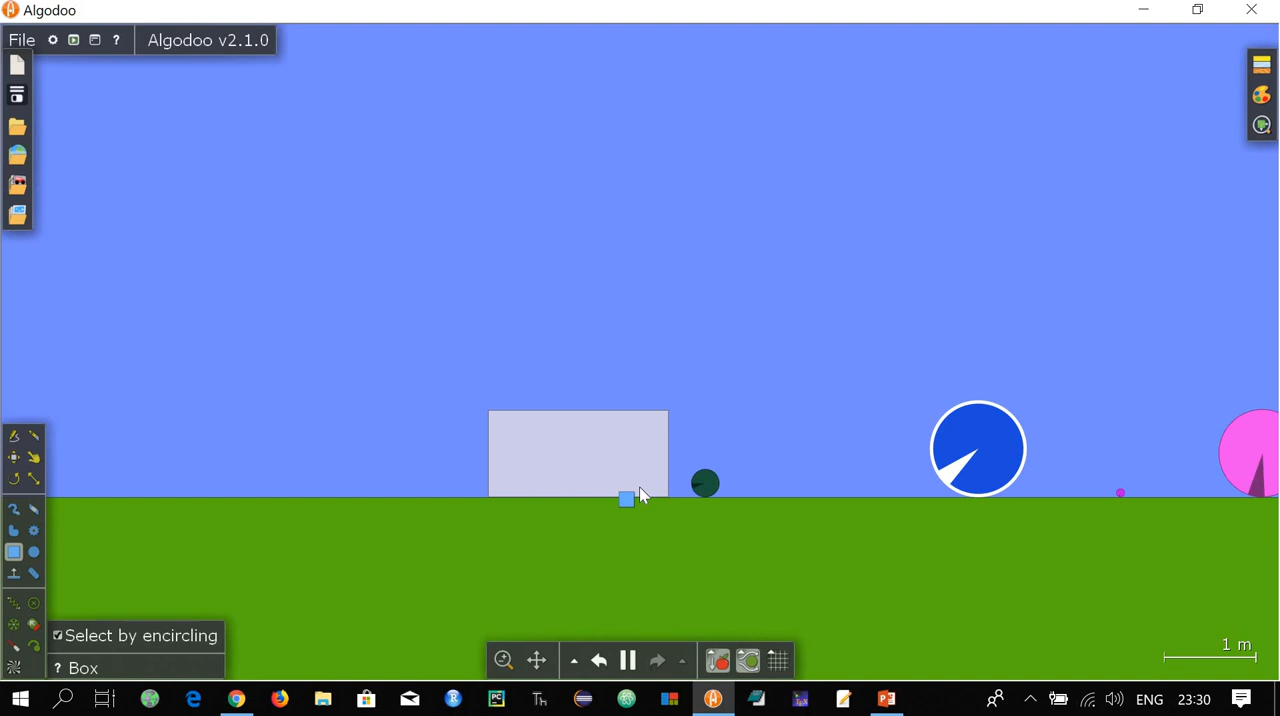 Algodoo
File ? Algodoo v2.1.0
Select by encircling
? Box
1 m
ENG 23:30